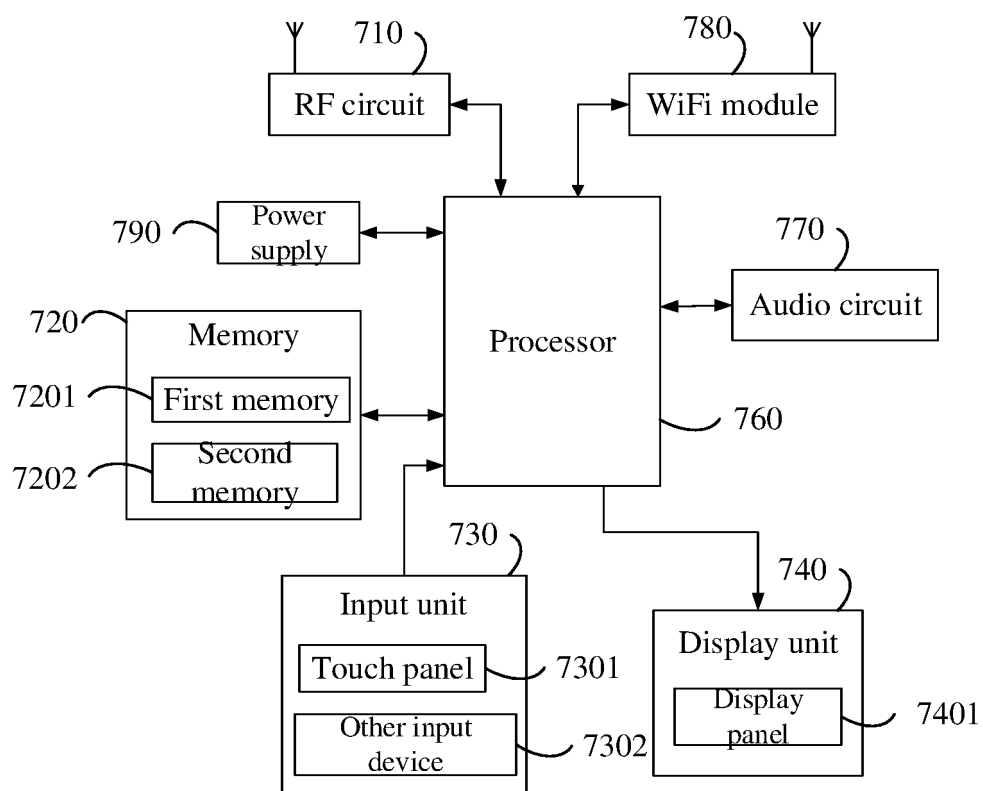 710
780
RF circuit
WiFi module
790
Power
supply
770
Audio circuit
720
Memory
Processor
7201
First memory
760
7202
Second
memory
730
Input unit
740
Display unit
Touch panel
7301
Display
panel
7401
Other input
device
7302